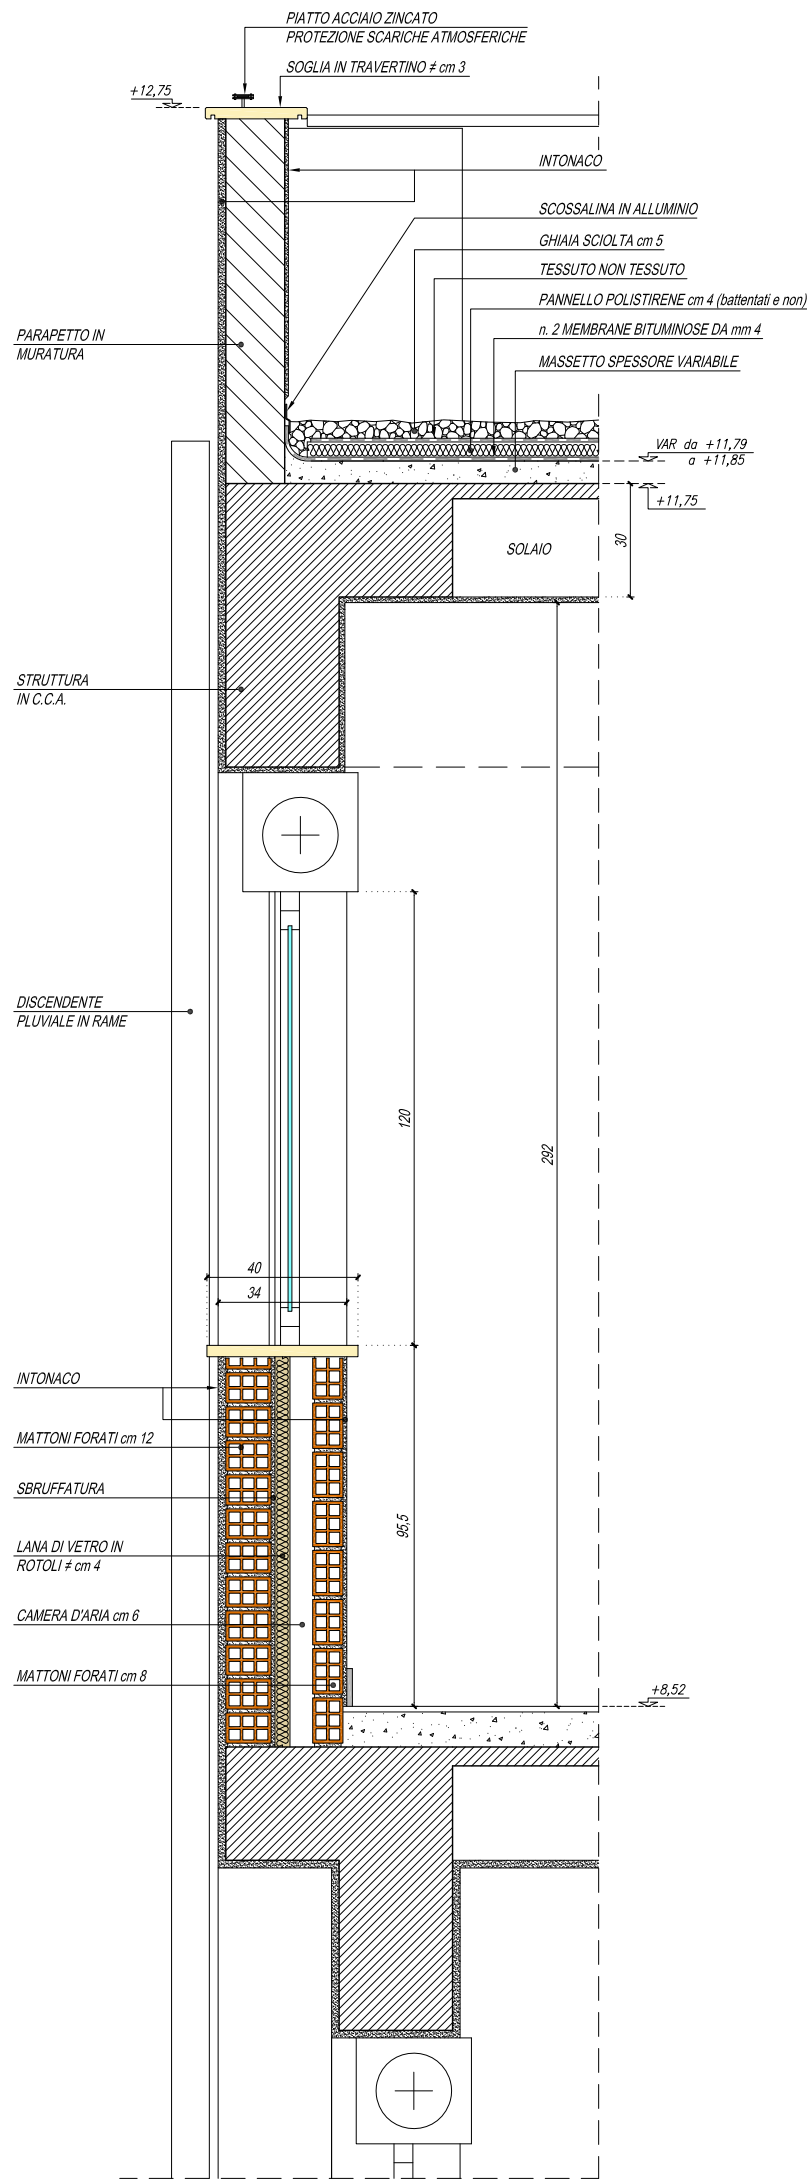 PIATTO ACCIAIO ZINCATO
PROTEZIONE SCARICHE ATMOSFERICHE
SOGLIA IN TRAVERTINO ≠ cm 3
+12,75
INTONACO
SCOSSALINA IN ALLUMINIO
GHIAIA SCIOLTA cm 5
TESSUTO NON TESSUTO
PANNELLO POLISTIRENE cm 4 (battentati e non)
n. 2 MEMBRANE BITUMINOSE DA mm 4
MASSETTO SPESSORE VARIABILE
PARAPETTO IN
MURATURA
VAR da +11,79
a +11,85
+11,75
SOLAIO
30
STRUTTURA
IN C.C.A.
DISCENDENTE
PLUVIALE IN RAME
120
292
40
34
INTONACO
MATTONI FORATI cm 12
SBRUFFATURA
LANA DI VETRO IN
ROTOLI ≠ cm 4
95,5
CAMERA D'ARIA cm 6
MATTONI FORATI cm 8
+8,52